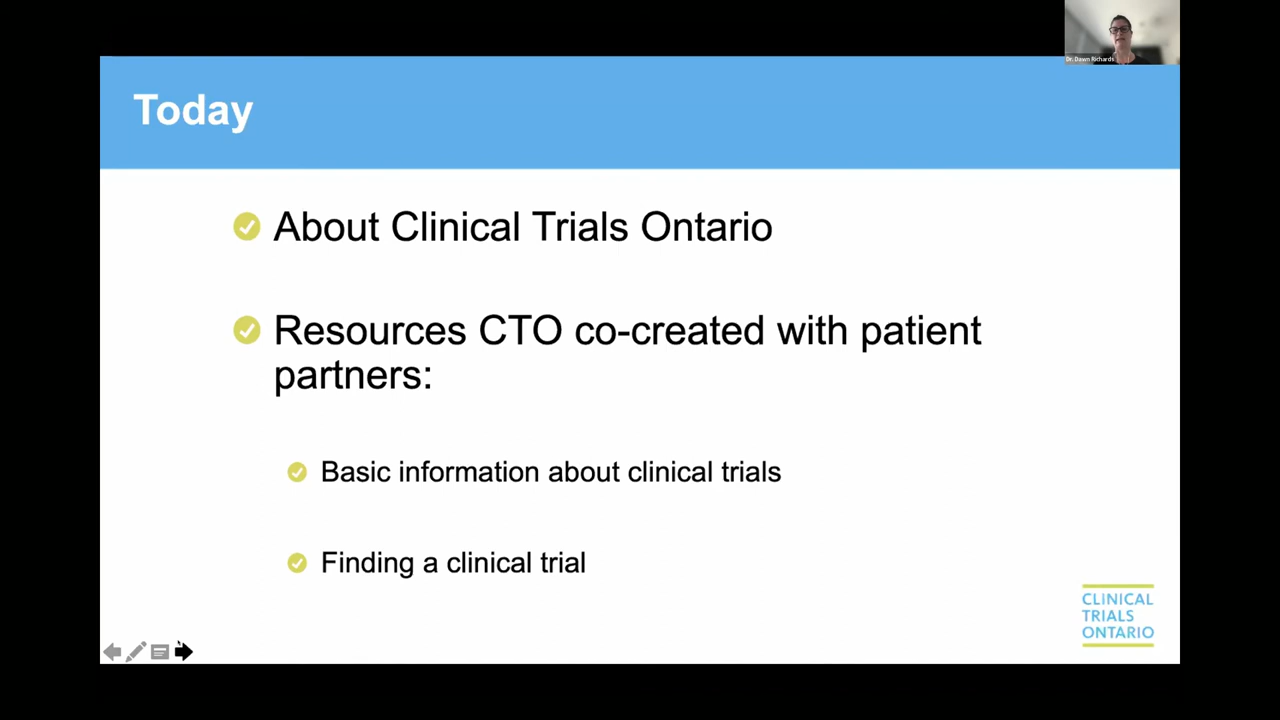 Dr. Dawn Richards
Today
About Clinical Trials Ontario
Resources CTO co-created with patient
partners:
Basic information about clinical trials
Finding a clinical trial
CLINICAL
TRIALS
ONTARIO